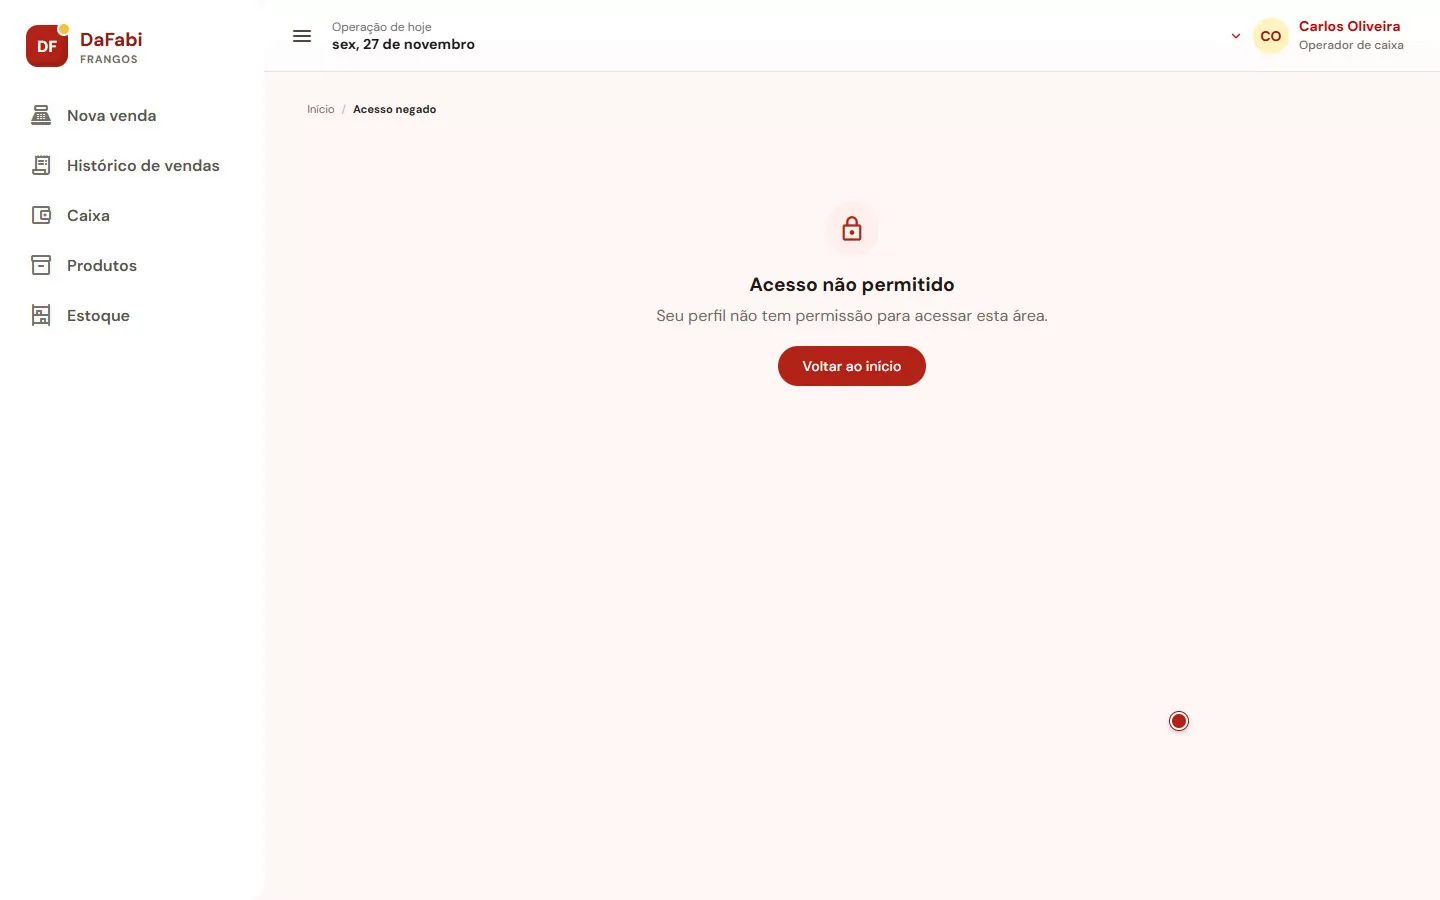 DF
DaFabi
FRANGOS
Nova venda
Histórico de vendas
Caixa
Produtos
Estoque
Operação de hoje
sex, 27 de novembro
CO
Carlos Oliveira
Operador de caixa
Início / Acesso negado
Acesso não permitido
Seu perfil não tem permissão para acessar esta área.
Voltar ao início